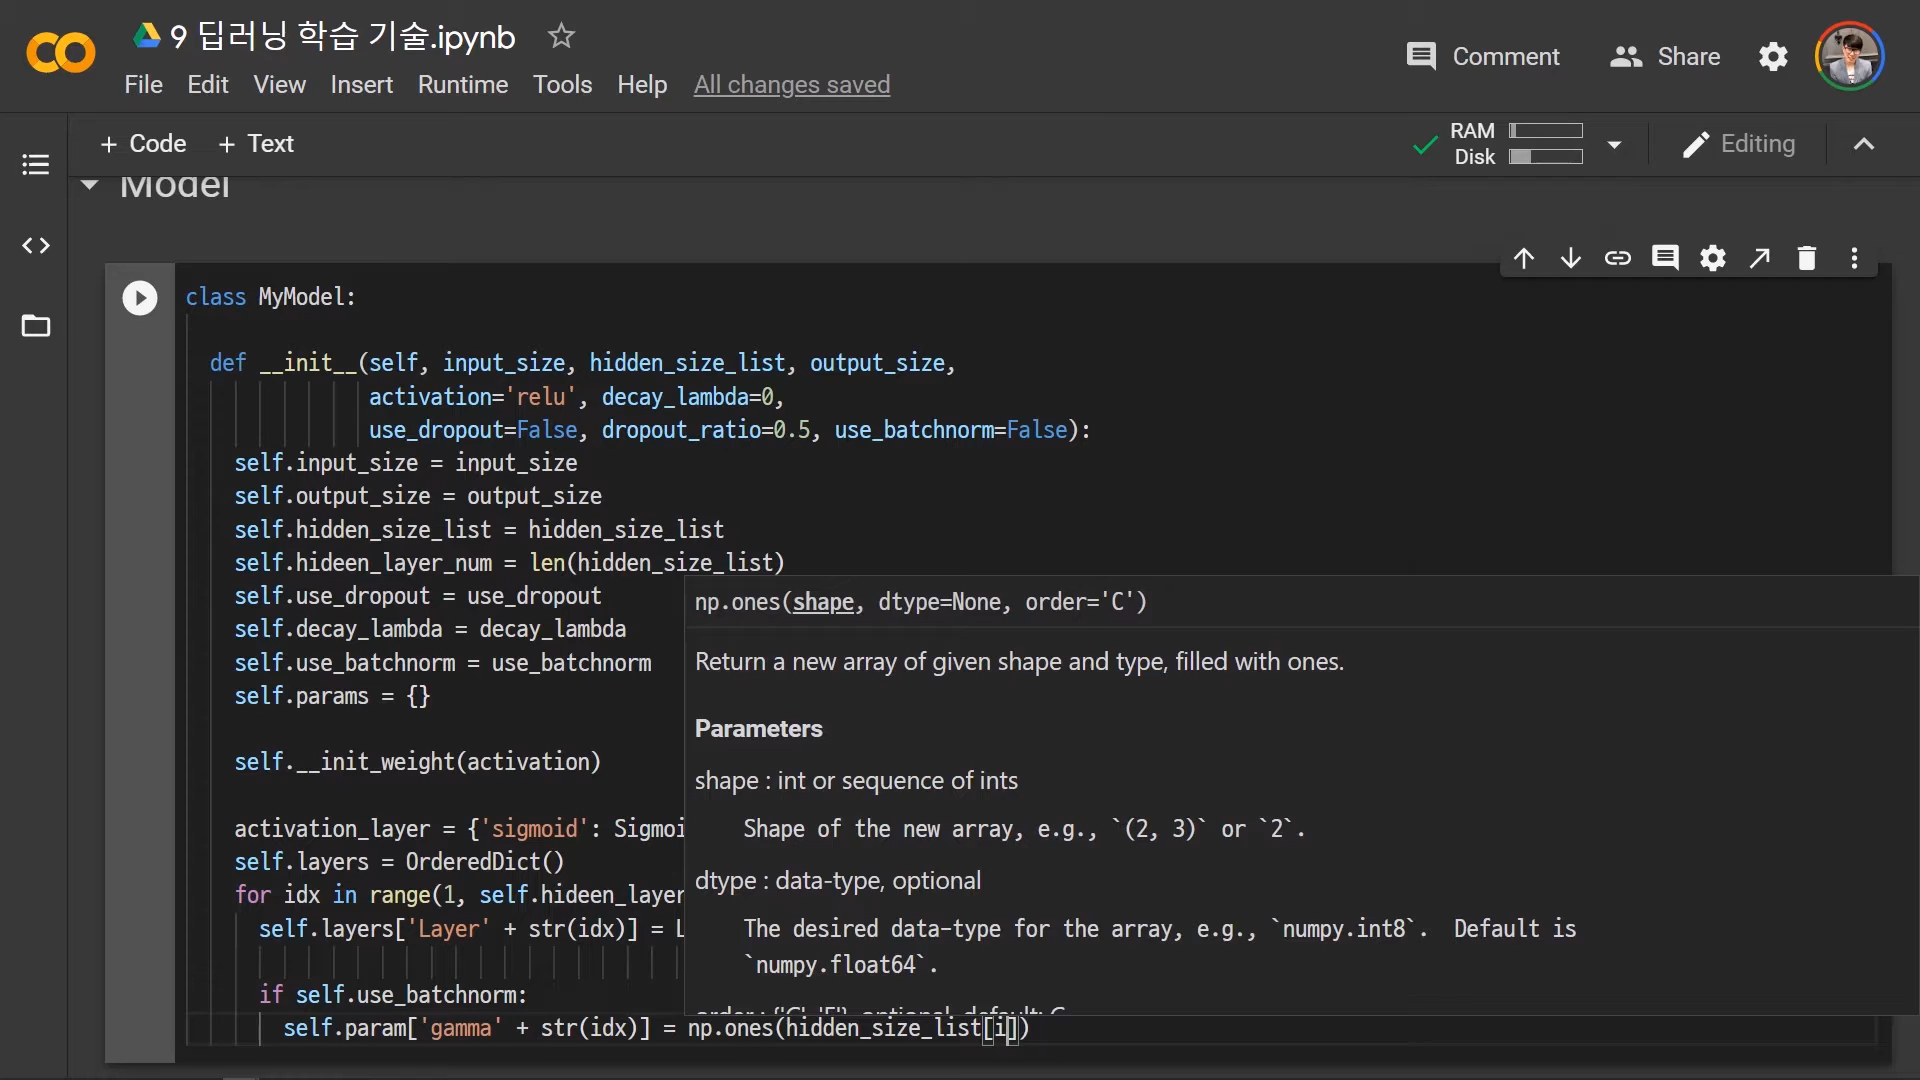 9 딥러닝 학습 기술.ipynb
Comment
Share
File Edit View Insert Runtime Tools Help All changes saved
+ Code + Text
RAM
Disk
Editing
Model
class MyModel:
def __init__(self, input_size, hidden_size_list, output_size,
activation='relu', decay_lambda=0,
use_dropout=False, dropout_ratio=0.5, use_batchnorm=False):
self.input_size = input_size
self.output_size = output_size
self.hidden_size_list = hidden_size_list
self.hideen_layer_num = len(hidden_size_list)
self.use_dropout = use_dropout
self.decay_lambda = decay_lambda
self.use_batchnorm = use_batchnorm
self.params = {}
self.__init_weight(activation)
activation_layer = {'sigmoid': Sigmoi
self.layers = OrderedDict()
for idx in range(1, self.hideen_layer
self.layers['Layer' + str(idx)] = L
if self.use_batchnorm:
self.param['gamma' + str(idx)] = np.ones(hidden_size_list[i])
np.ones(shape, dtype=None, order='C')
Return a new array of given shape and type, filled with ones.
Parameters
shape : int or sequence of ints
Shape of the new array, e.g., `(2, 3)` or `2`.
dtype : data-type, optional
The desired data-type for the array, e.g., `numpy.int8`. Default is
`numpy.float64`.
order : {'C', 'F'}, optional, default: C